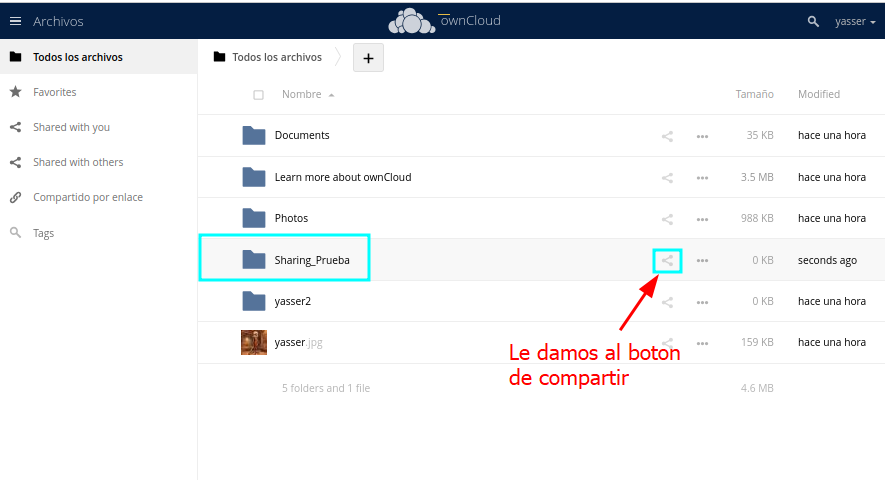 Archivos
ownCloud
yasser
Todos los archivos
Favorites
Shared with you
Shared with others
Compartido por enlace
Tags
Todos los archivos
+
Nombre Tamaño Modified
Documents 35 KB hace una hora
Learn more about ownCloud 3.5 MB hace una hora
Photos 988 KB hace una hora
Sharing_Prueba 0 KB seconds ago
yasser2 0 KB hace una hora
yasser.jpg 159 KB hace una hora
Le damos al boton
de compartir
5 folders and 1 file 4.6 MB